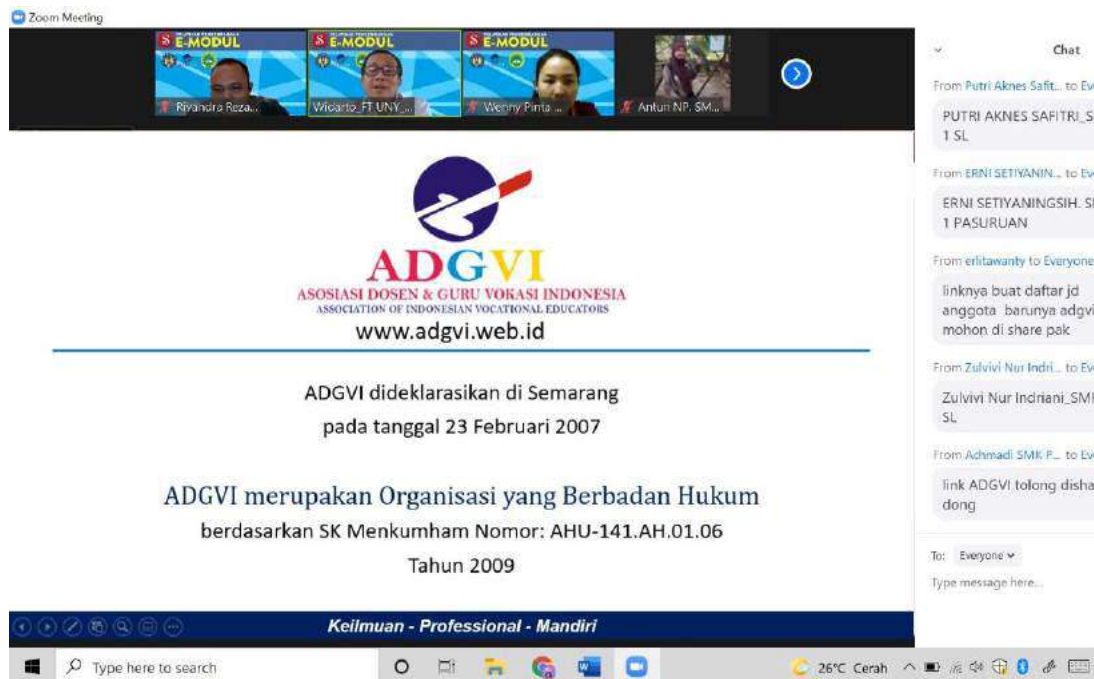 Zoom Meeting
E-MODUL
E-MODUL
E-MODUL
Riyandra Reza...
Widarto_FT UNY_...
Wenny Pinta ...
Antun NP. SM...
ADGVI
ASOSIASI DOSEN & GURU VOKASI INDONESIA
ASSOCIATION OF INDONESIAN VOCATIONAL EDUCATORS
www.adgvi.web.id
ADGVI dideklarasikan di Semarang
pada tanggal 23 Februari 2007
ADGVI merupakan Organisasi yang Berbadan Hukum
berdasarkan SK Menkumham Nomor: AHU-141.AH.01.06
Tahun 2009
Keilmuan - Professional - Mandiri
Chat
From Putri Aknes Safit... to Ev
PUTRI AKNES SAFITRI_S
1 SL
From ERNI SETIYANIN... to Ev
ERNI SETIYANINGSIH. S
1 PASURUAN
From erlitawanty to Everyone
linknya buat daftar jd
anggota barunya adgvi
mohon di share pak
From Zulvivi Nur Indri... to Ev
Zulvivi Nur Indriani_SM
SL
From Achmadi SMK P... to Ev
link ADGVI tolong disha
dong
To: Everyone
Type message here...
Type here to search
26°C Cerah